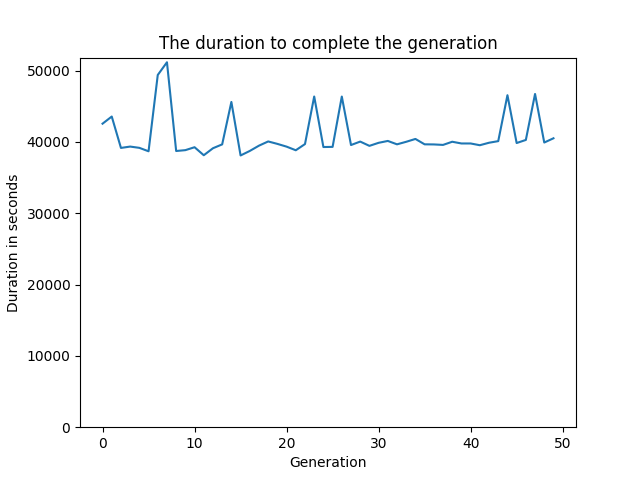 The duration to complete the generation
50000
40000
30000
20000
10000
0
Duration in seconds
0 10 20 30 40 50
Generation